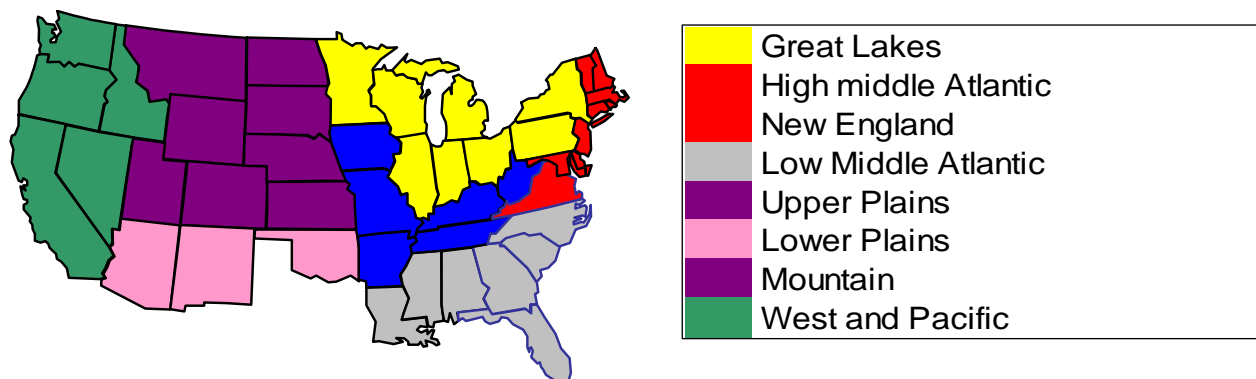 Great Lakes
High middle Atlantic
New England
Low Middle Atlantic
Upper Plains
Lower Plains
Mountain
West and Pacific